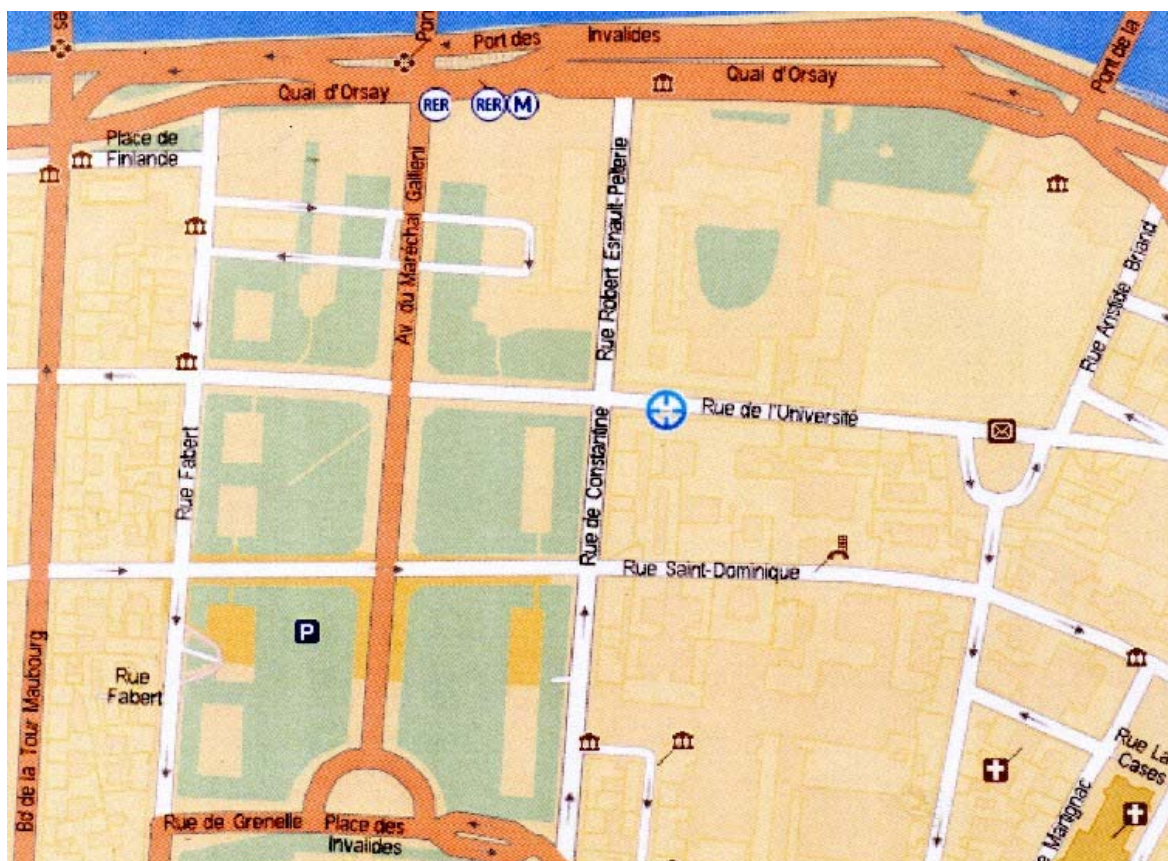 Port des Invalides
Pont de la
Quai d'Orsay
Quai d'Orsay
RER
RER
M
Place de
Finlande
Av. du Maréchal Gallieni
Rue Robert Esnault-Pelterie
Rue Aristide Briand
Rue de l'Université
Rue Fabert
Rue de Constantine
Rue Saint-Dominique
P
Rue
Fabert
Bd de la Tour Maubourg
Rue de Grenelle
Place des
Invalides
Rue La
Cases
Martignac